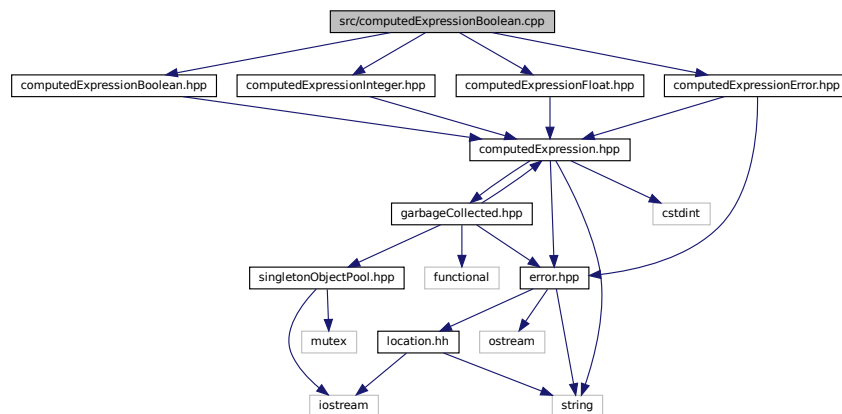 src/computedExpressionBoolean.cpp
computedExpressionBoolean.hpp
computedExpressionInteger.hpp
computedExpressionFloat.hpp
computedExpressionError.hpp
computedExpression.hpp
garbageCollected.hpp
cstdint
singletonObjectPool.hpp
functional
error.hpp
mutex
location.hh
ostream
iostream
string